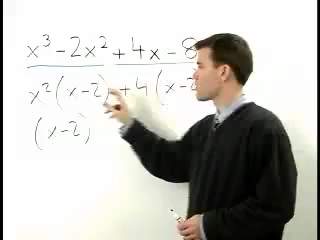 x³ - 2x² + 4x - 8
x² (x-2) + 4 (x-2
(x-2)